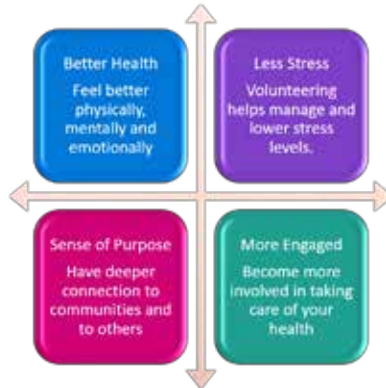 Better Health
Feel better
physically,
mentally and
emotionally
Less Stress
Volunteering
helps manage and
lower stress
levels.
Sense of Purpose
Have deeper
connection to
communities and
to others
More Engaged
Become more
involved in taking
care of your
health